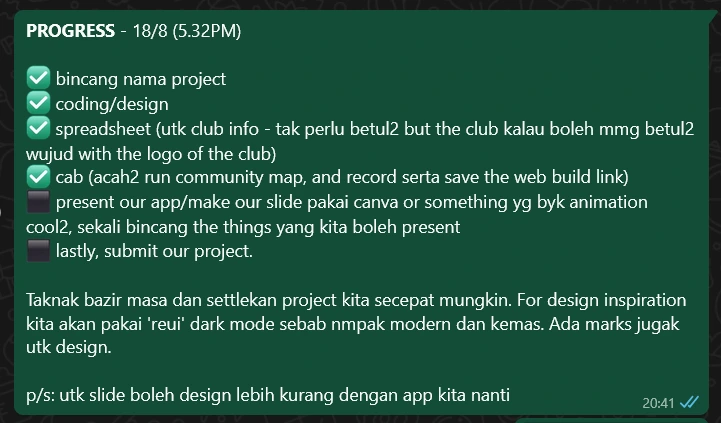 PROGRESS - 18/8 (5.32PM)
✅ bincang nama project
✅ coding/design
✅ spreadsheet (utk club info - tak perlu betul2 but the club kalau boleh mmg betul2
wujud with the logo of the club)
✅ cab (acah2 run community map, and record serta save the web build link)
⬛ present our app/make our slide pakai canva or something yg byk animation
cool2, sekali bincang the things yang kita boleh present
⬛ lastly, submit our project.
Taknak bazir masa dan settlekan project kita secepat mungkin. For design inspiration
kita akan pakai 'reui' dark mode sebab nmpak modern dan kemas. Ada marks jugak
utk design.
p/s: utk slide boleh design lebih kurang dengan app kita nanti
20:41